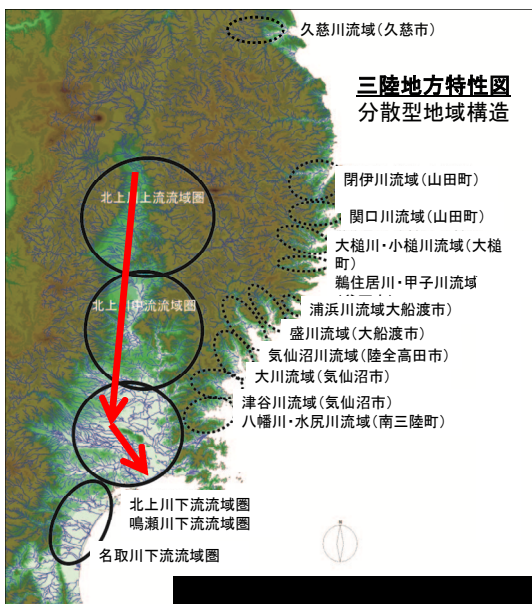 久慈川流域(久慈市)
三陸地方特性図
分散型地域構造
閉伊川流域(山田町)
北上川上流流域圏
関口川流域(山田町)
大槌川・小槌川流域(大槌
町)
鵜住居川・甲子川流域
北上川中流流域圏
浦浜川流域大船渡市)
盛川流域(大船渡市)
気仙沼川流域(陸全高田市)
大川流域(気仙沼市)
津谷川流域(気仙沼市)
八幡川・水尻川流域(南三陸町)
北上川下流流域圏
鳴瀬川下流流域圏
名取川下流流域圏